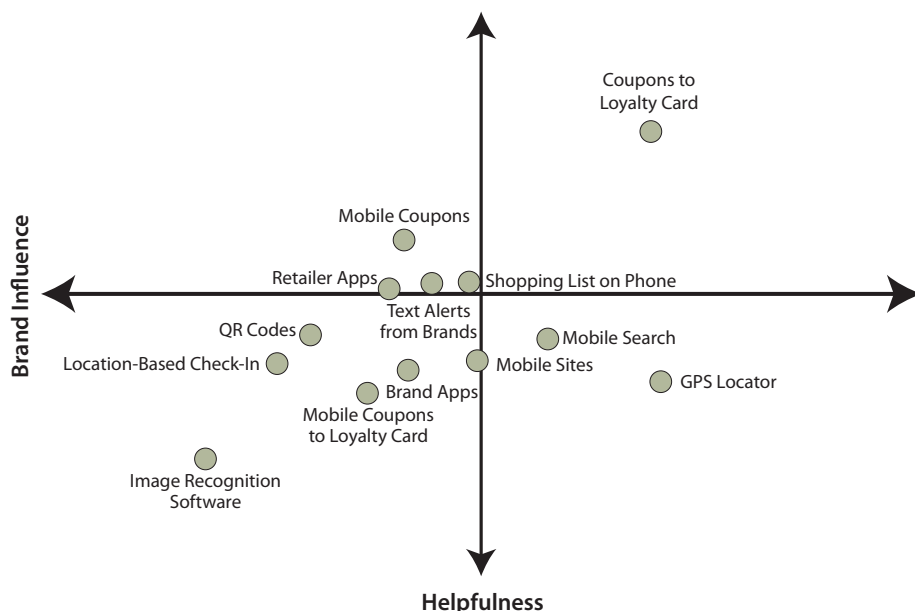 Coupons to
Loyalty Card
Mobile Coupons
Retailer Apps
Shopping List on Phone
Text Alerts
from Brands
QR Codes
Mobile Search
Location-Based Check-In
Mobile Sites
Brand Apps
GPS Locator
Mobile Coupons
to Loyalty Card
Image Recognition
Software
Brand Influence
Helpfulness